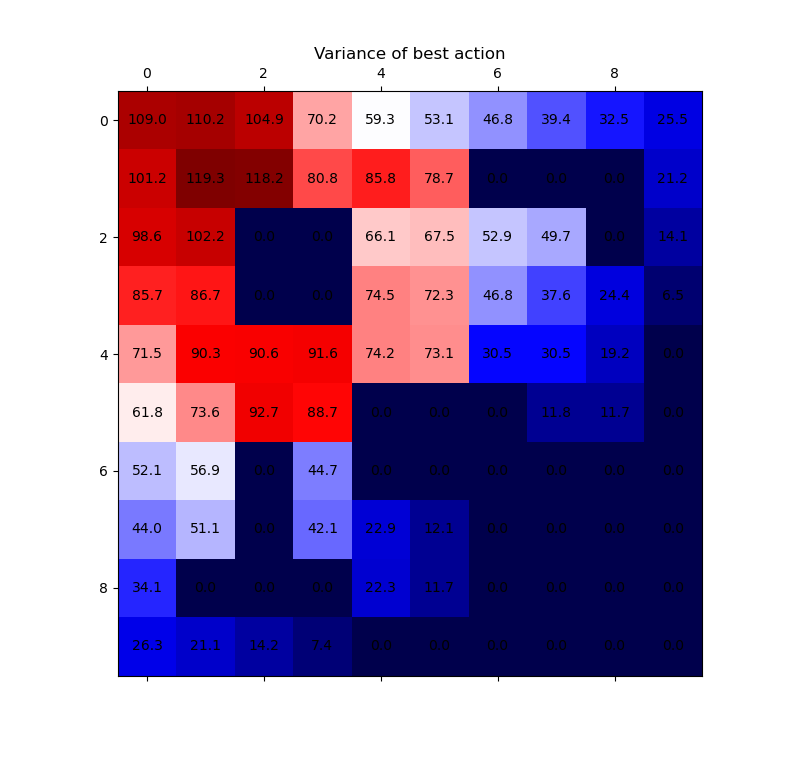 Variance of best action
0 2 4 6 8
0 109.0 110.2 104.9 70.2 59.3 53.1 46.8 39.4 32.5 25.5
101.2 119.3 118.2 80.8 85.8 78.7 0.0 0.0 0.0 21.2
2 98.6 102.2 0.0 0.0 66.1 67.5 52.9 49.7 0.0 14.1
85.7 86.7 0.0 0.0 74.5 72.3 46.8 37.6 24.4 6.5
4 71.5 90.3 90.6 91.6 74.2 73.1 30.5 30.5 19.2 0.0
61.8 73.6 92.7 88.7 0.0 0.0 0.0 11.8 11.7 0.0
6 52.1 56.9 0.0 44.7 0.0 0.0 0.0 0.0 0.0 0.0
44.0 51.1 0.0 42.1 22.9 12.1 0.0 0.0 0.0 0.0
8 34.1 0.0 0.0 0.0 22.3 11.7 0.0 0.0 0.0 0.0
26.3 21.1 14.2 7.4 0.0 0.0 0.0 0.0 0.0 0.0